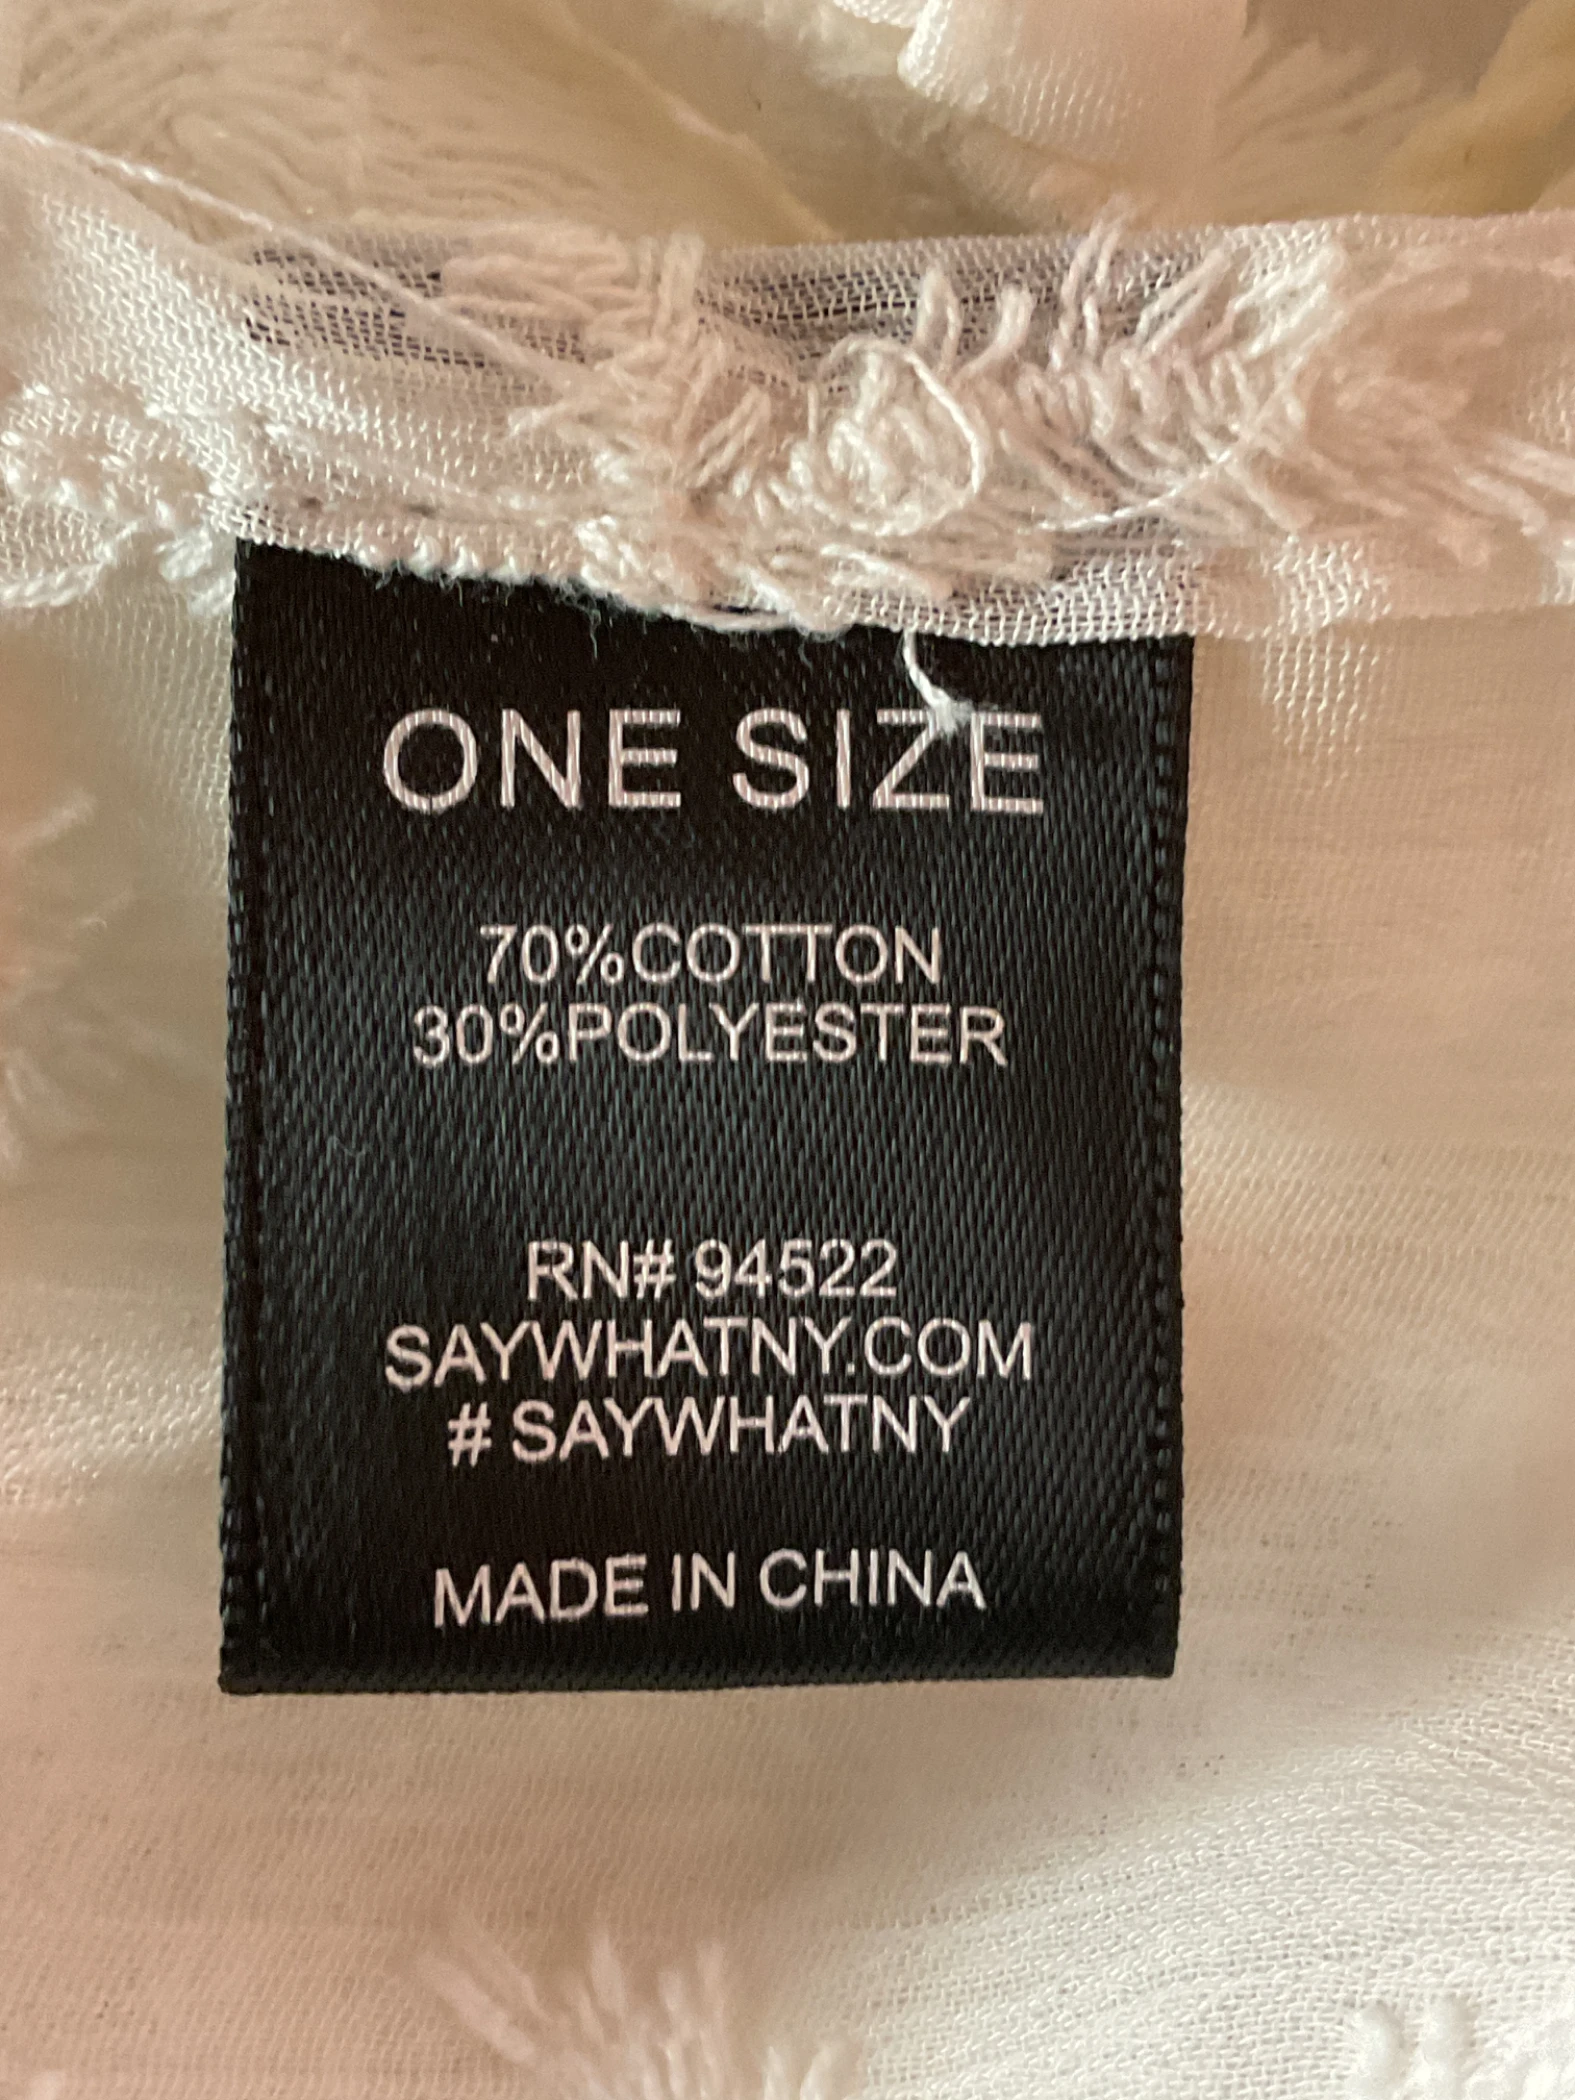 ONE SIZE
70%COTTON
30%POLYESTER
RN# 94522
SAYWHATNY.COM
# SAYWHATNY
MADE IN CHINA